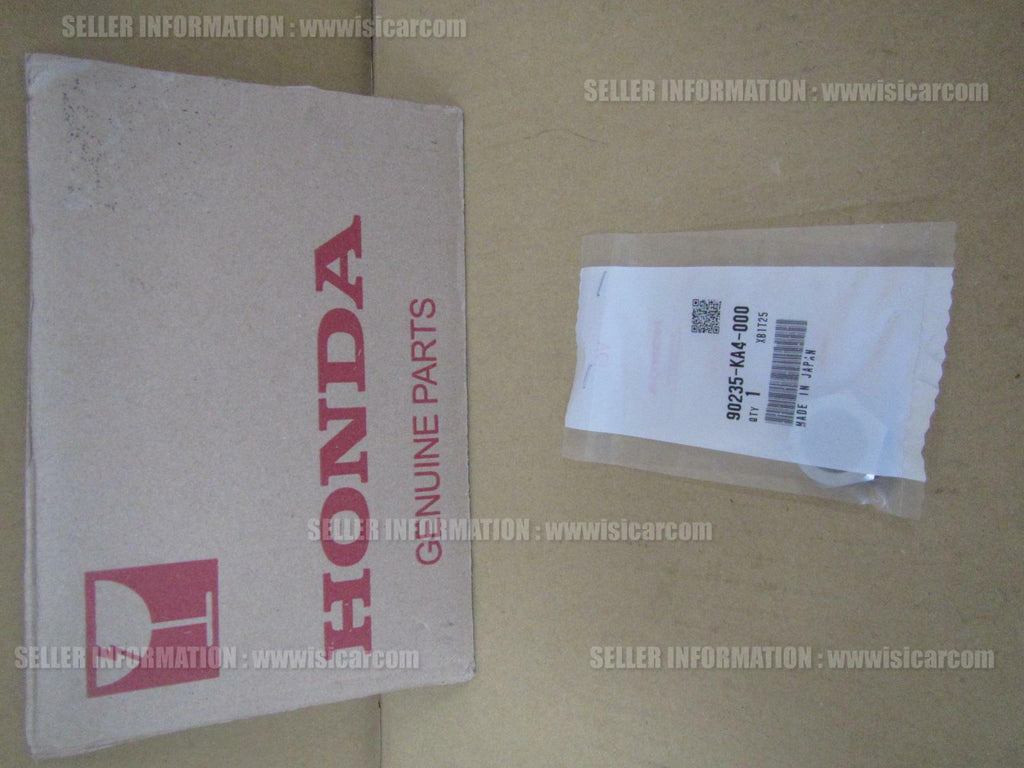 SELLER INFORMATION : wwwisicarcom
SELLER INFORMATION : wwwisicarcom
HONDA
GENUINE PARTS
90235-KA4-000
QTY 1
XB1T25
MADE IN JAPAN
SELLER INFORMATION : wwwisicarcom
SELLER INFORMATION : wwwisicarcom
SELLER INFORMATION : wwwisicarcom